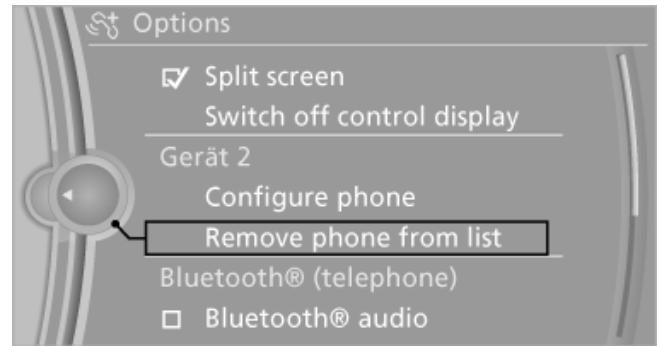 Options
Split screen
Switch off control display
Gerät 2
Configure phone
Remove phone from list
Bluetooth® (telephone)
Bluetooth® audio